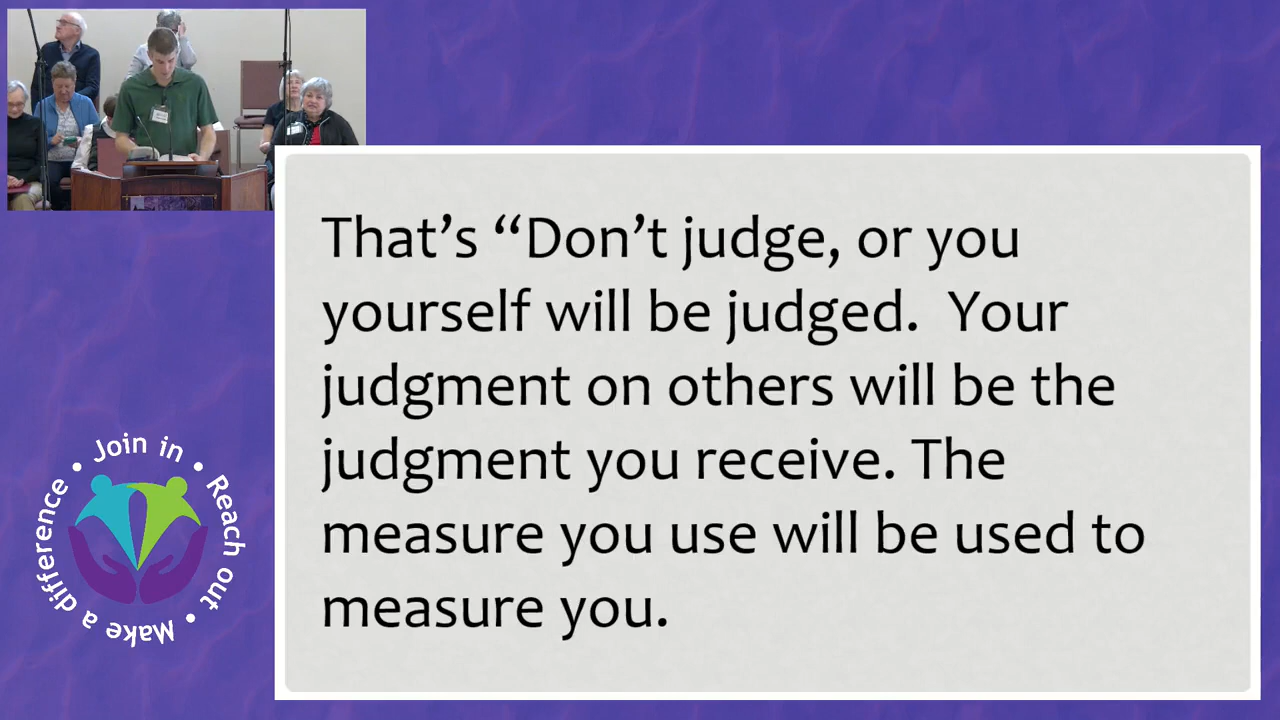 That’s “Don’t judge, or you
yourself will be judged.  Your
judgment on others will be the
judgment you receive. The
measure you use will be used to
measure you.
Join in • Reach out • Make a difference •